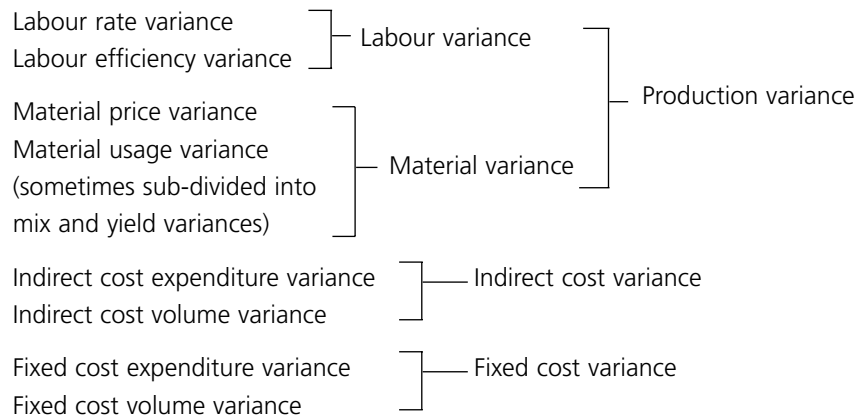 Labour rate variance
Labour efficiency variance
Labour variance
Material price variance
Material usage variance
(sometimes sub-divided into
mix and yield variances)
Material variance
Production variance
Indirect cost expenditure variance
Indirect cost volume variance
Indirect cost variance
Fixed cost expenditure variance
Fixed cost volume variance
Fixed cost variance